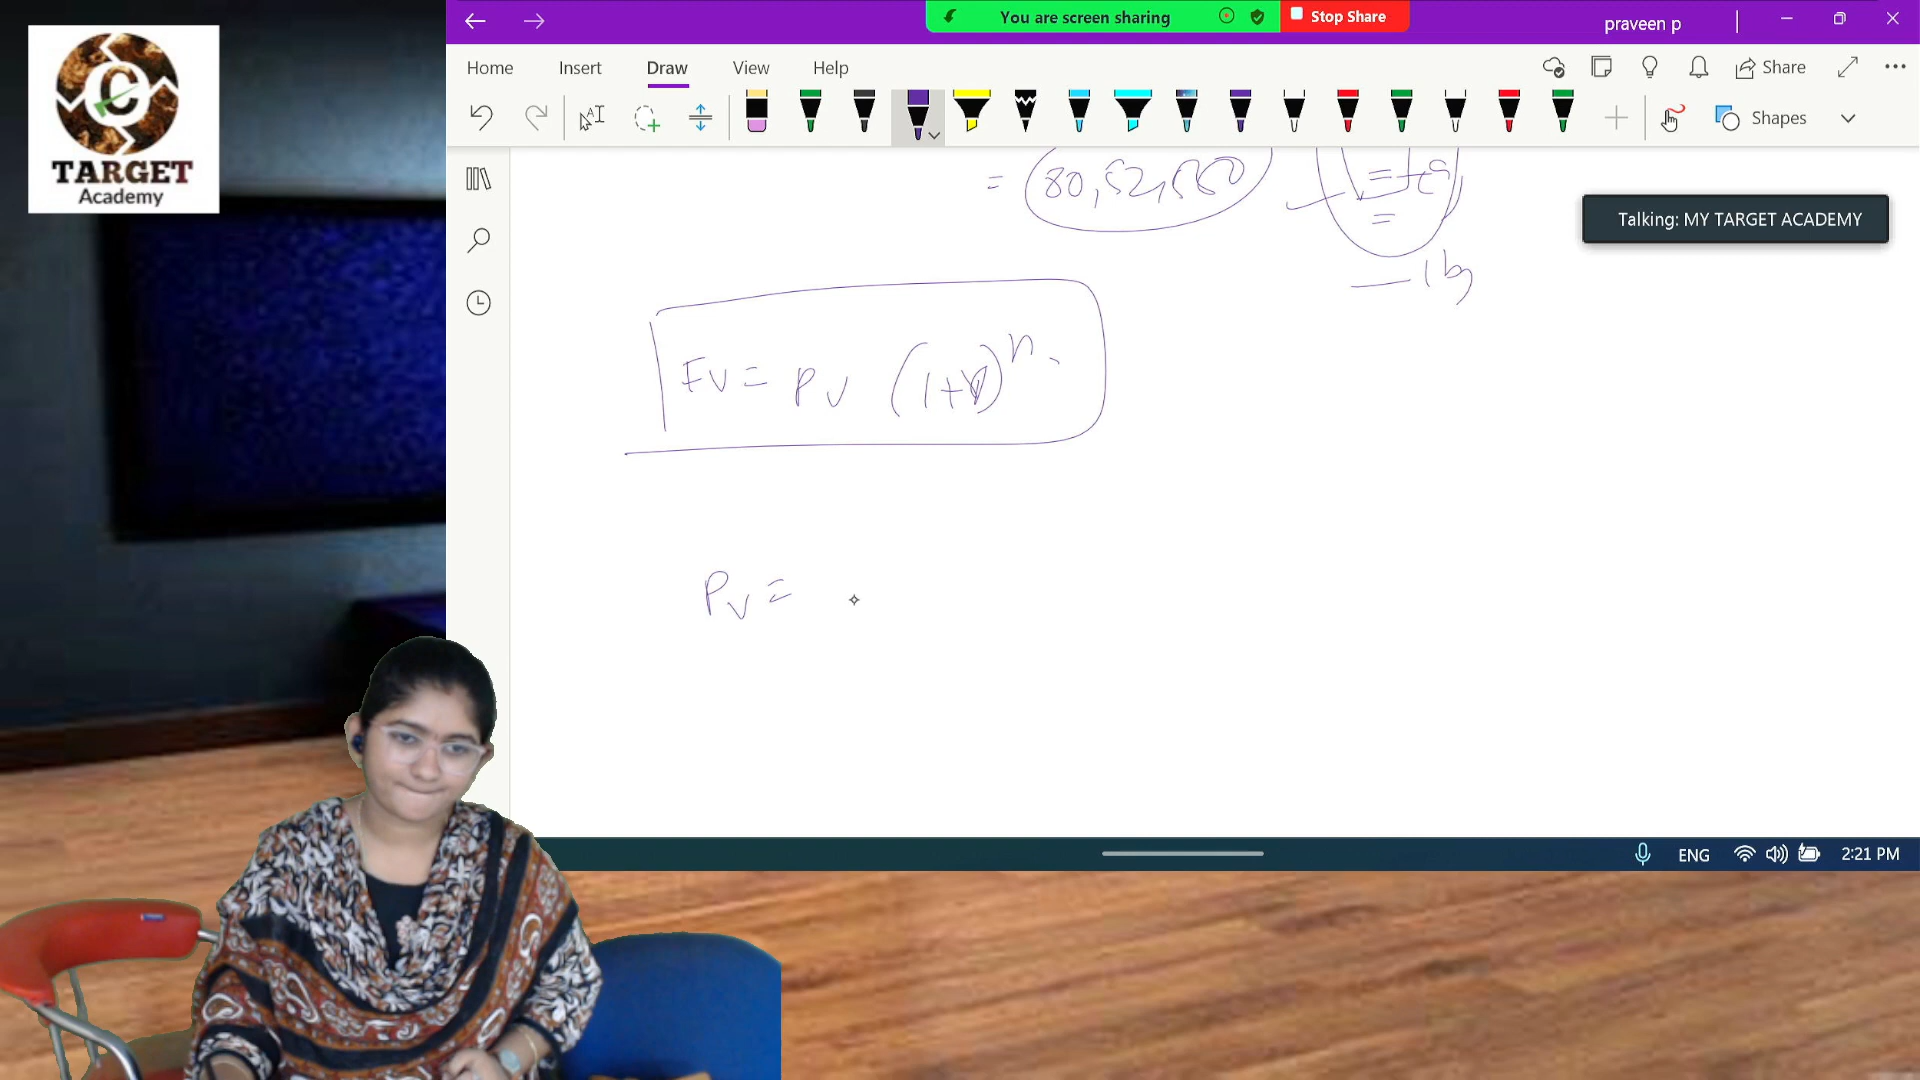 C
TARGET
Academy
You are screen sharing
Stop Share
praveen p
Home
Insert
Draw
View
Help
Share
Shapes
Talking: MY TARGET ACADEMY
= 80,52,550
=
FV = PV (1+r)^n
PV =
ENG
2:21 PM